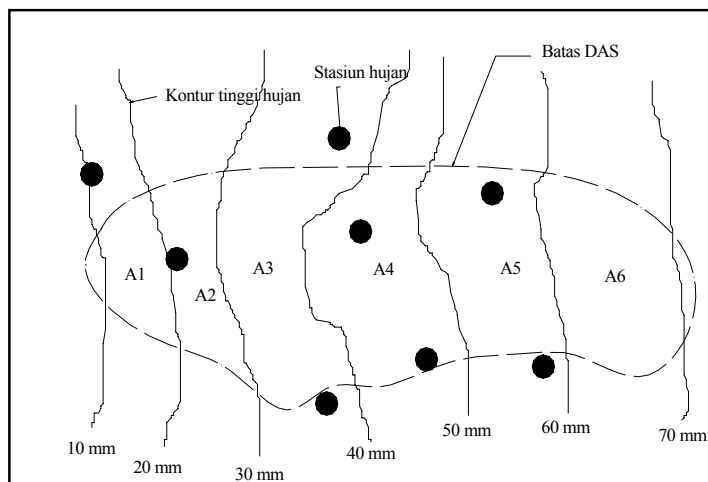 Batas DAS
Stasiun hujan
Kontur tinggi hujan
A1
A2
A3
A4
A5
A6
10 mm
20 mm
30 mm
40 mm
50 mm
60 mm
70 mm